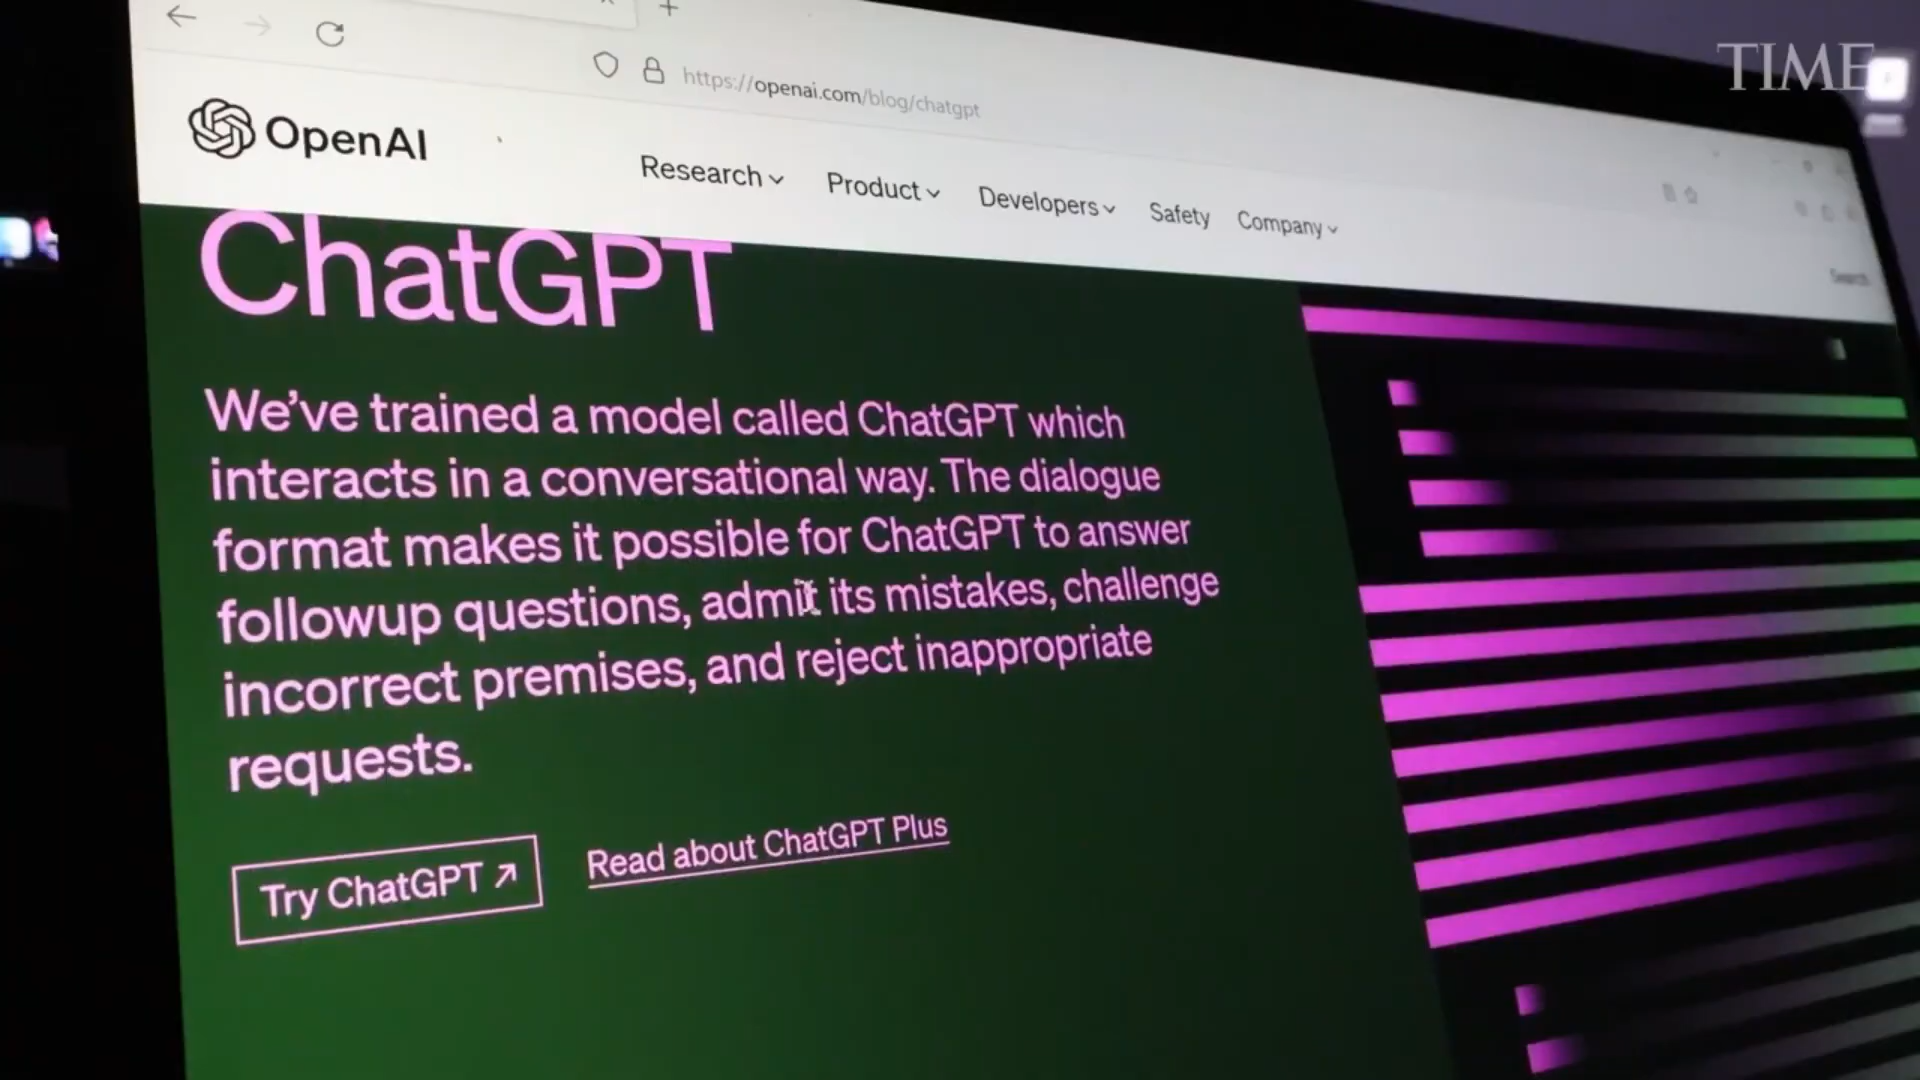 TIME
https://openai.com/blog/chatgpt
OpenAI
Research
Product
Developers
Safety
Company
Search
ChatGPT
We've trained a model called ChatGPT which
interacts in a conversational way. The dialogue
format makes it possible for ChatGPT to answer
followup questions, admit its mistakes, challenge
incorrect premises, and reject inappropriate
requests.
Try ChatGPT ↗
Read about ChatGPT Plus